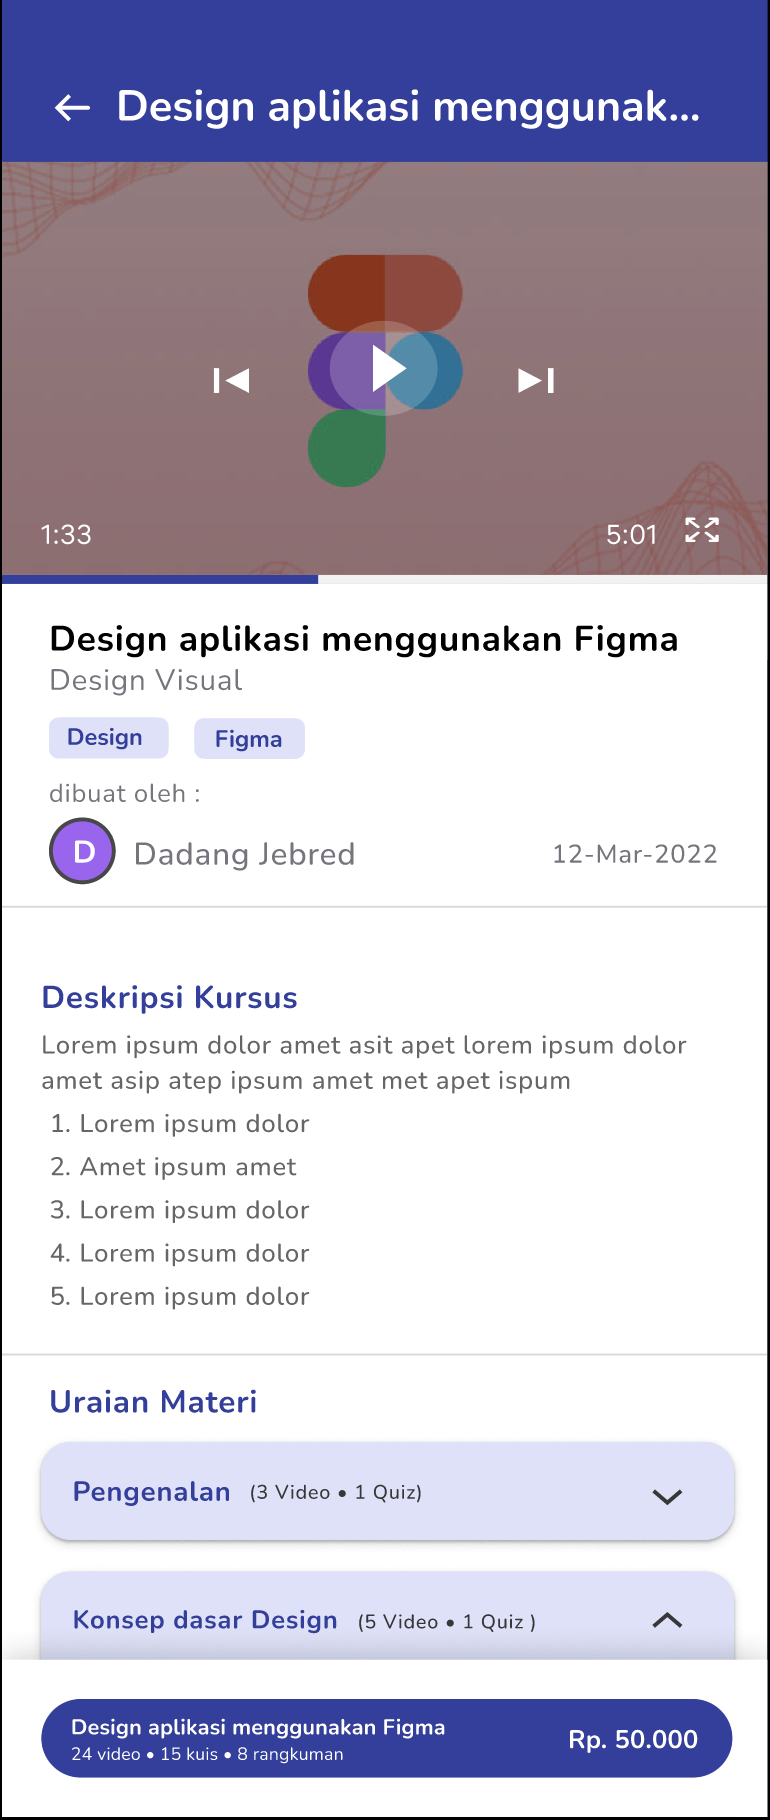 Design aplikasi menggunak...
1:33
5:01
Design aplikasi menggunakan Figma
Design Visual
Design
Figma
dibuat oleh :
D
Dadang Jebred
12-Mar-2022
Deskripsi Kursus
Lorem ipsum dolor amet asit apet lorem ipsum dolor
amet asip atep ipsum amet met apet ispum
1. Lorem ipsum dolor
2. Amet ipsum amet
3. Lorem ipsum dolor
4. Lorem ipsum dolor
5. Lorem ipsum dolor
Uraian Materi
Pengenalan (3 Video • 1 Quiz)
Konsep dasar Design (5 Video • 1 Quiz )
Design aplikasi menggunakan Figma
24 video • 15 kuis • 8 rangkuman
Rp. 50.000